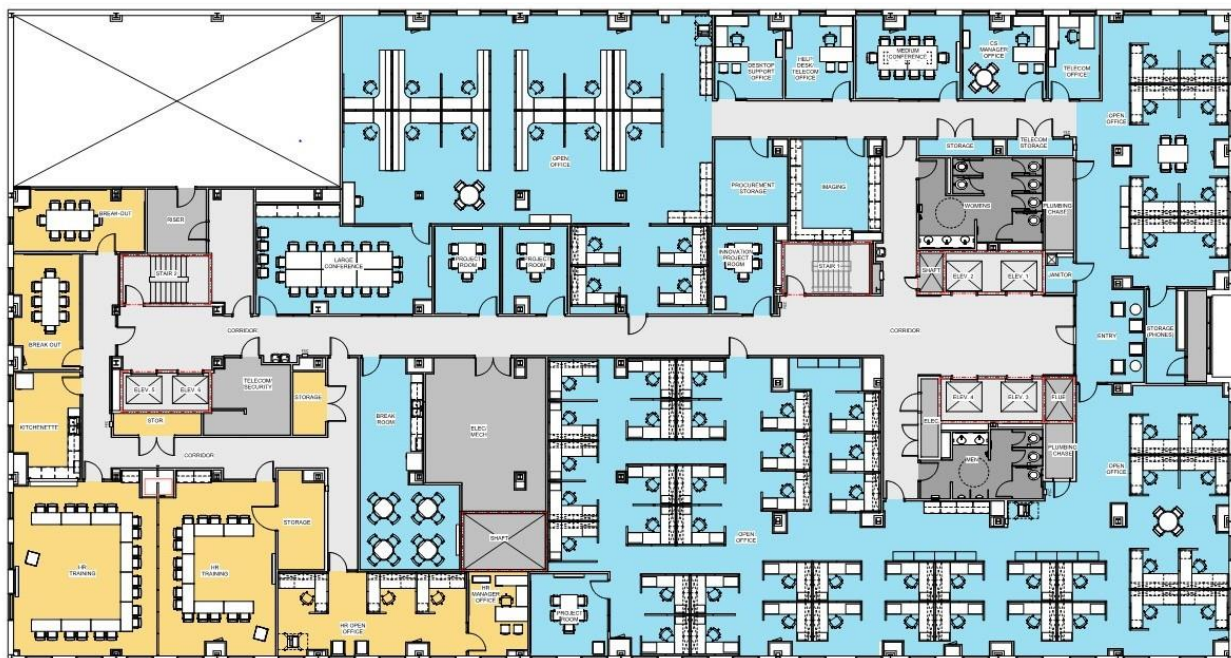 DESKTOP
SUPPORT
OFFICE
HELP
DESK/
TELECOM
OFFICE
MEDIUM
CONFERENCE
CS
MANAGER
OFFICE
TELECOM
OFFICE
OPEN
OFFICE
OPEN
OFFICE
STORAGE
TELECOM
STORAGE
PROCUREMENT
STORAGE
IMAGING
WOMENS
PLUMBING
CHASE
BREAK-OUT
RISER
STAIR 2
LARGE
CONFERENCE
PROJECT
ROOM
PROJECT
ROOM
INNOVATION
PROJECT
ROOM
STAIR 1
SHAFT
ELEV. 2
ELEV. 1
JANITOR
BREAK OUT
CORRIDOR
CORRIDOR
ENTRY
STORAGE
(PHONES)
ELEV. 5
ELEV. 6
TELECOM/
SECURITY
STORAGE
STOR.
KITCHENETTE
BREAK
ROOM
ELEC/
MECH
ELEC.
ELEV. 4
ELEV. 3
FLUE
MEN
PLUMBING
CHASE
CORRIDOR
OPEN
OFFICE
STORAGE
SHAFT
OPEN
OFFICE
HR
TRAINING
HR
TRAINING
HR OPEN
OFFICE
HR
MANAGER
OFFICE
PROJECT
ROOM